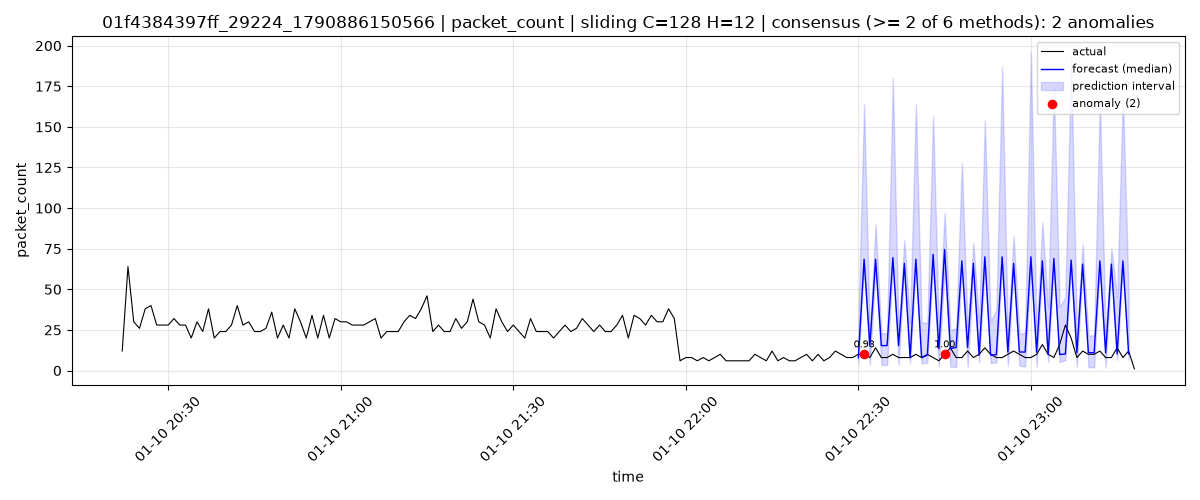 01f4384397ff_29224_1790886150566 | packet_count | sliding C=128 H=12 | consensus (>= 2 of 6 methods): 2 anomalies
packet_count
200
175
150
125
100
75
50
25
0
actual
forecast (median)
prediction interval
anomaly (2)
0.93
1.00
01-10 20:30
01-10 21:00
01-10 21:30
01-10 22:00
01-10 22:30
01-10 23:00
time